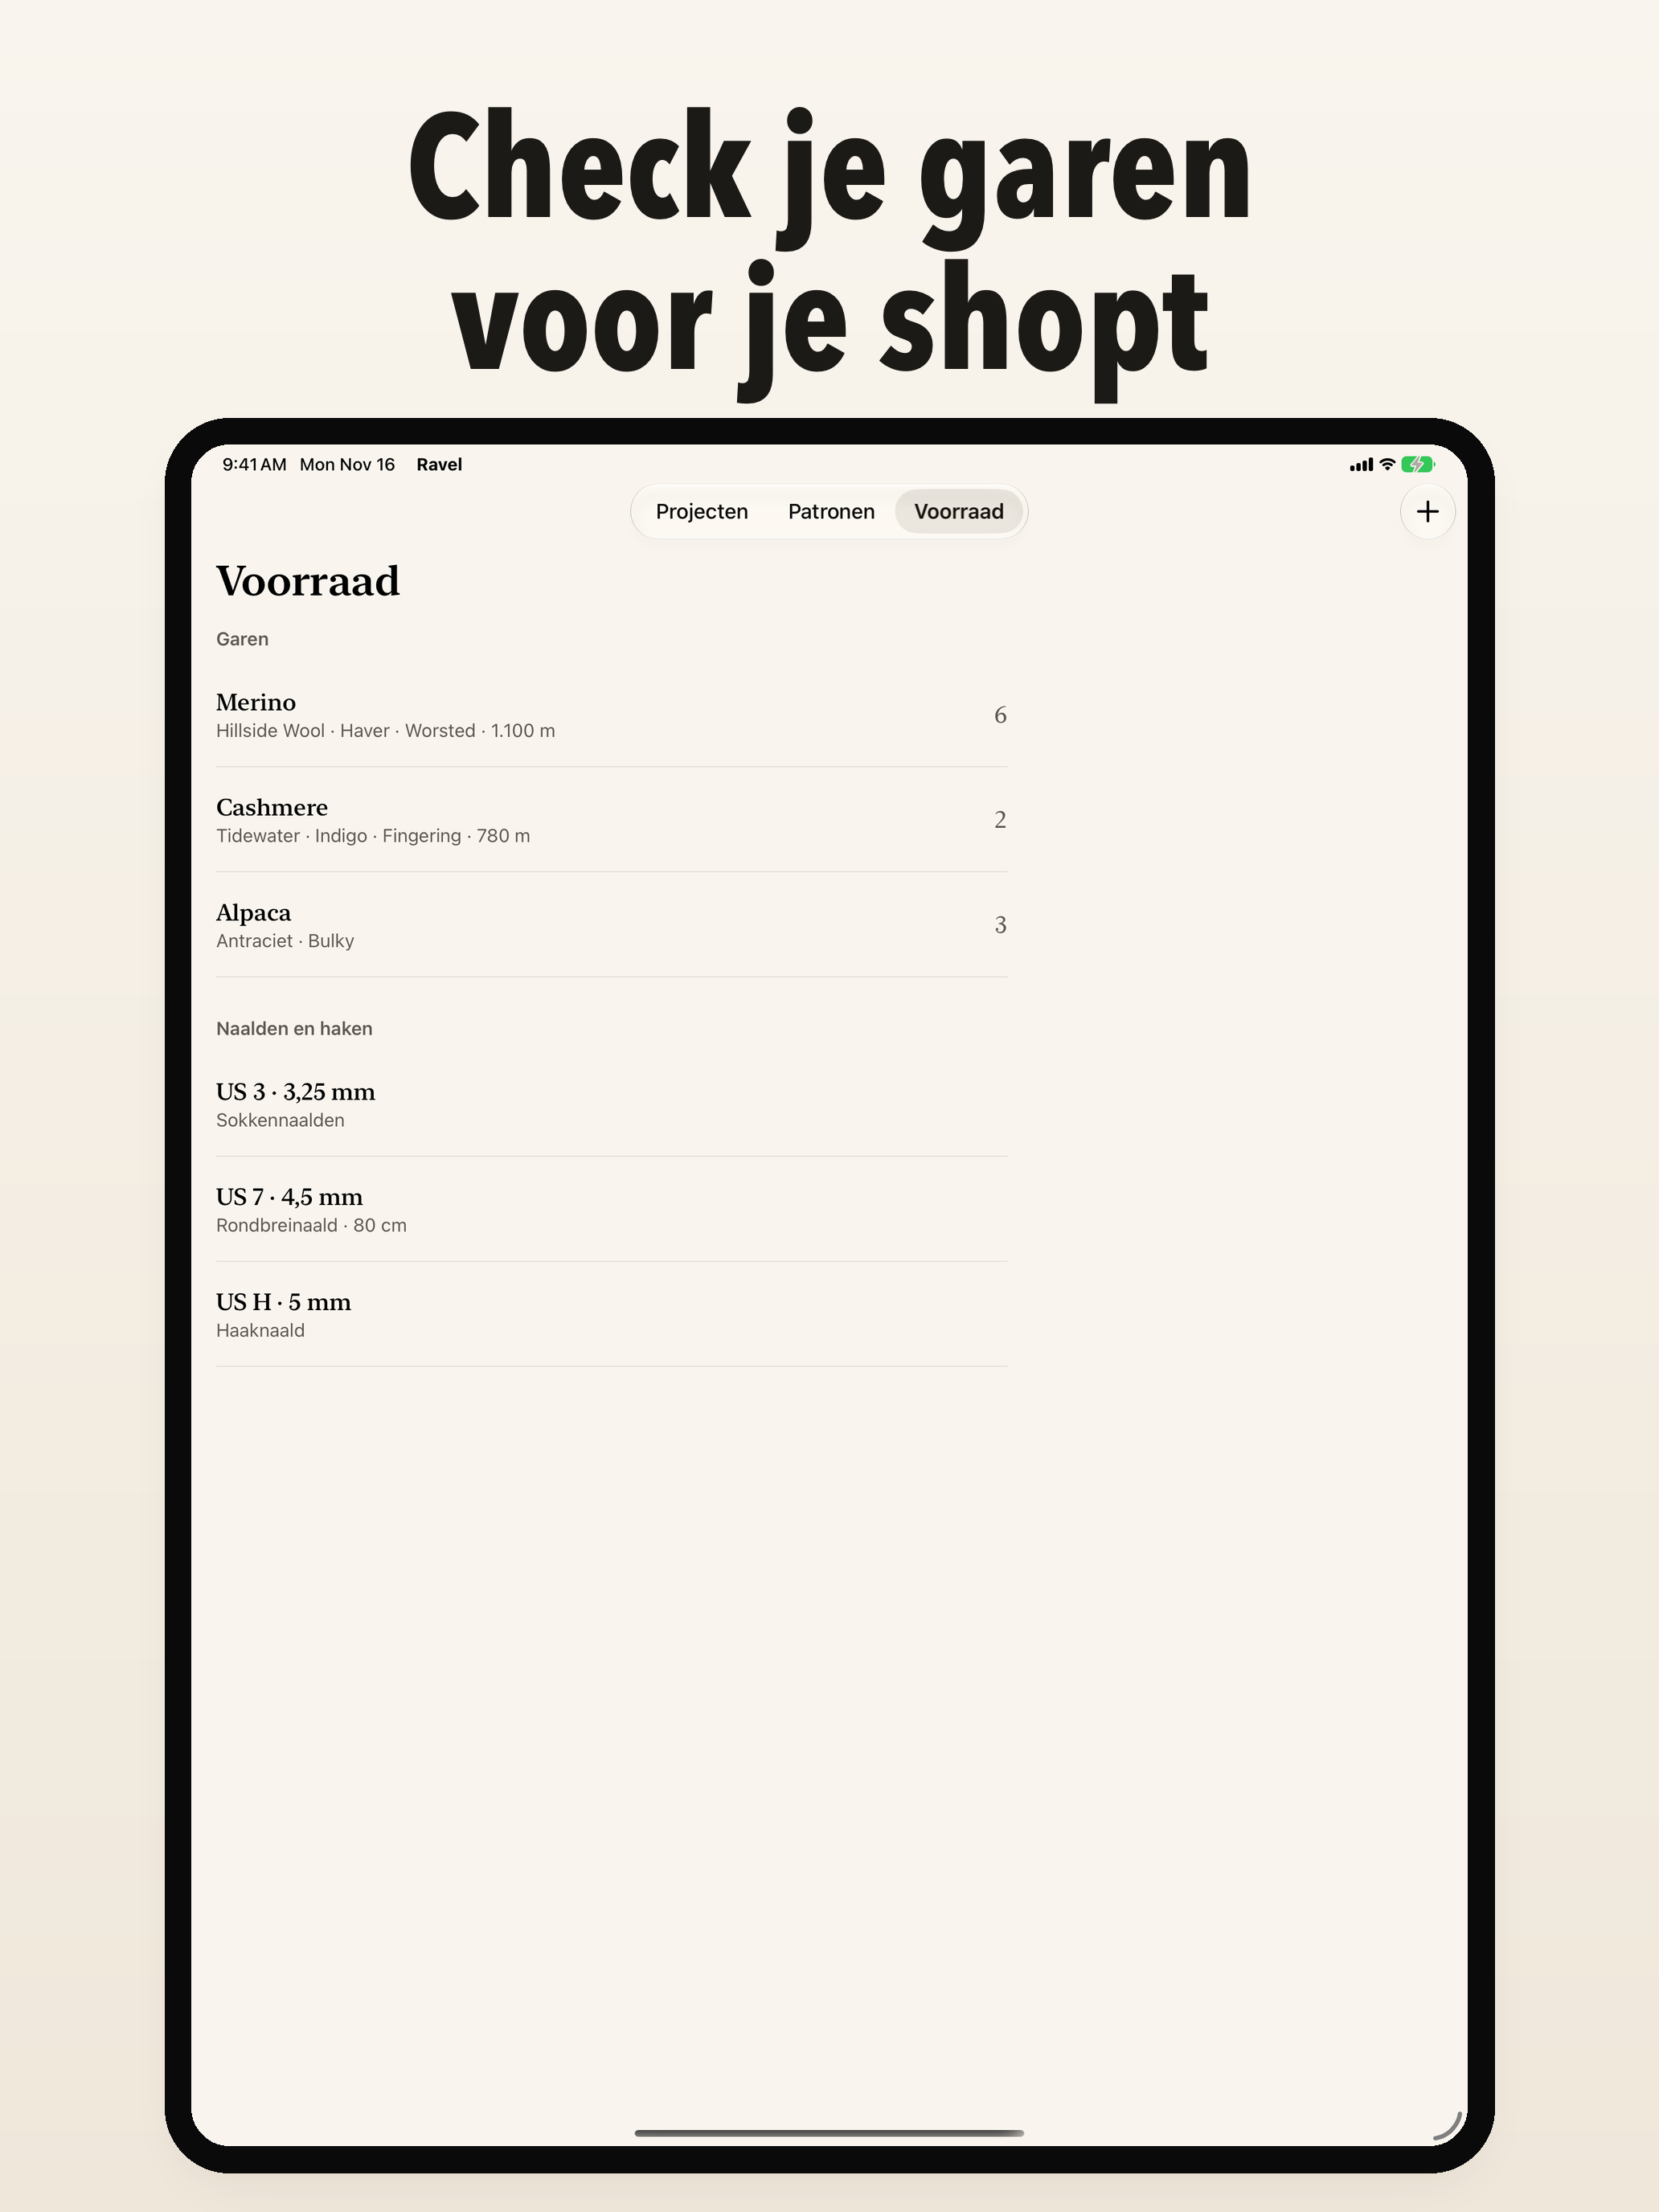 Check je garen
voor je shopt
9:41 AM Mon Nov 16 Ravel
Projecten Patronen Voorraad
Voorraad
Garen
Merino
6
Hillside Wool · Haver · Worsted · 1.100 m
Cashmere
2
Tidewater · Indigo · Fingering · 780 m
Alpaca
3
Antraciet · Bulky
Naalden en haken
US 3 · 3,25 mm
Sokkennaalden
US 7 · 4,5 mm
Rondbreinaald · 80 cm
US H · 5 mm
Haaknaald